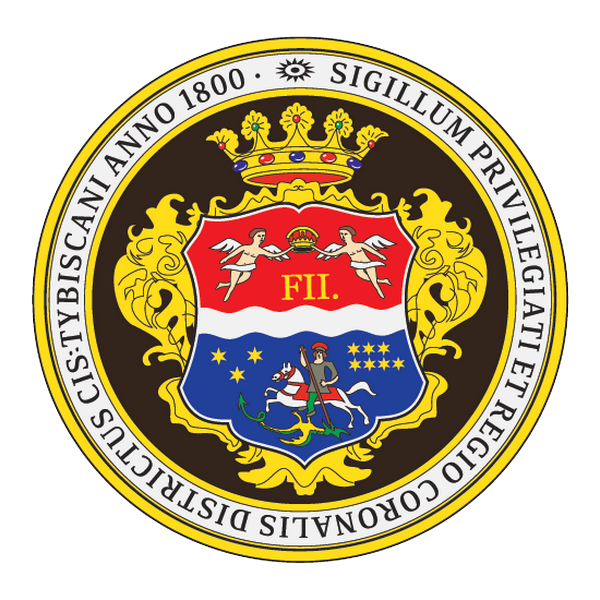 SIGILLUM PRIVILEGIATI ET REGIO CORONALIS DISTRICTUS CIS:TYBISCANI ANNO 1800 ·
FII.